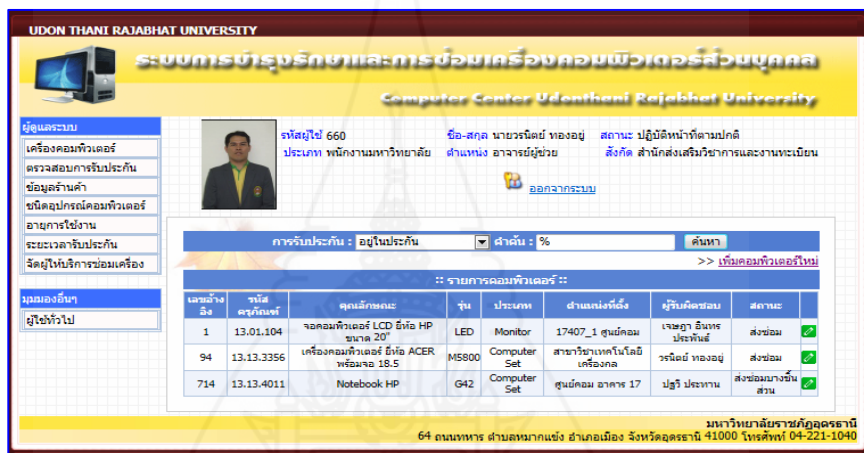 UDON THANI RAJABHAT UNIVERSITY
ระบบการบำรุงรักษาและการซ่อมเครื่องคอมพิวเตอร์ส่วนบุคคล
Computer Center Udonthani Rajabhat University
ผู้ดูแลระบบ
เครื่องคอมพิวเตอร์
ตรวจสอบการรับประกัน
ข้อมูลร้านค้า
ชนิดอุปกรณ์คอมพิวเตอร์
อายุการใช้งาน
ระยะเวลารับประกัน
จัดผู้ให้บริการซ่อมเครื่อง
มุมมองอื่นๆ
ผู้ใช้ทั่วไป
รหัสผู้ใช้ 660 ชื่อ-สกุล นายวรนิตย์ ทองอยู่ สถานะ ปฏิบัติหน้าที่ตามปกติ
ประเภท พนักงานมหาวิทยาลัย ตำแหน่ง อาจารย์ผู้ช่วย สังกัด สำนักส่งเสริมวิชาการและงานทะเบียน
ออกจากระบบ
การรับประกัน : อยู่ในประกัน คำค้น : % ค้นหา
>> เพิ่มคอมพิวเตอร์ใหม่
:: รายการคอมพิวเตอร์ ::
เลขอ้างอิง รหัสครุภัณฑ์ คุณลักษณะ รุ่น ประเภท ตำแหน่งที่ตั้ง ผู้รับผิดชอบ สถานะ
1 13.01.104 จอคอมพิวเตอร์ LCD ยี่ห้อ HP ขนาด 20" LED Monitor 17407_1 ศูนย์คอม เจษฎา อินทรประพันธ์ ส่งซ่อม
94 13.13.3356 เครื่องคอมพิวเตอร์ ยี่ห้อ ACER พร้อมจอ 18.5 M5800 Computer Set สาขาวิชาเทคโนโลยีเครื่องกล วรนิตย์ ทองอยู่ ส่งซ่อม
714 13.13.4011 Notebook HP G42 Computer Set ศูนย์คอม อาคาร 17 ปฐวี ประทาน ส่งซ่อมบางชิ้นส่วน
มหาวิทยาลัยราชภัฏอุดรธานี
64 ถนนทหาร ตำบลหมากแข้ง อำเภอเมือง จังหวัดอุดรธานี 41000 โทรศัพท์ 04-221-1040